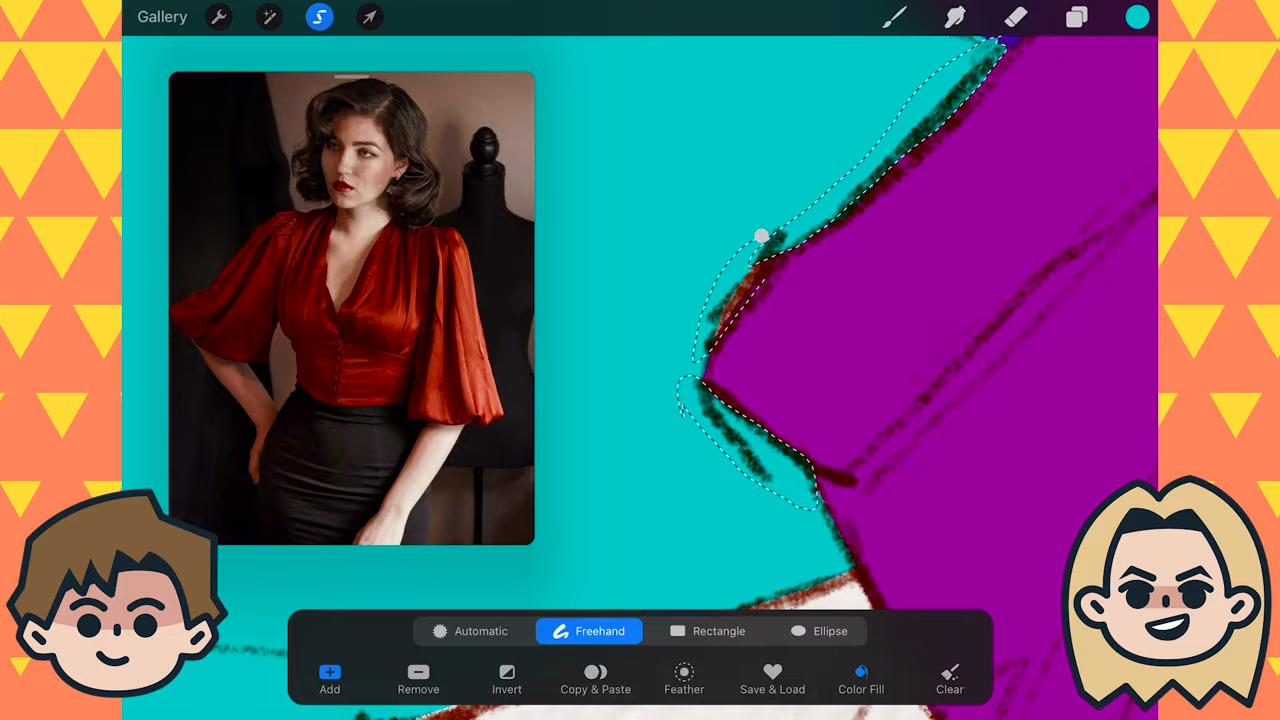 Gallery
Automatic
Freehand
Rectangle
Ellipse
Add
Remove
Invert
Copy & Paste
Feather
Save & Load
Color Fill
Clear